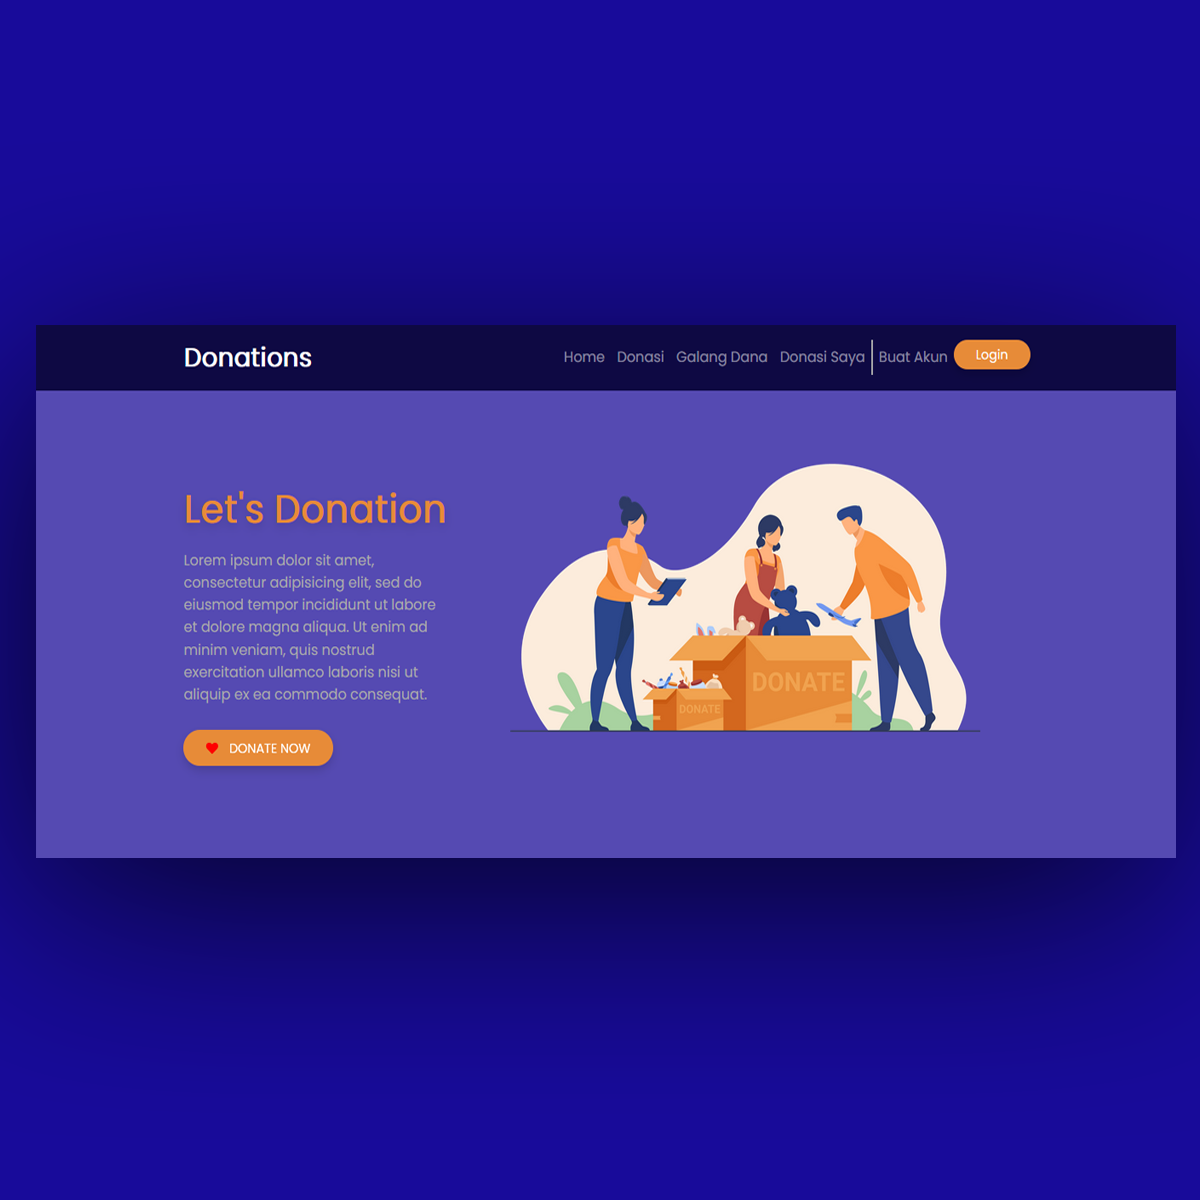 Donations
Home Donasi Galang Dana Donasi Saya Buat Akun Login
Let's Donation
Lorem ipsum dolor sit amet,
consectetur adipisicing elit, sed do
eiusmod tempor incididunt ut labore
et dolore magna aliqua. Ut enim ad
minim veniam, quis nostrud
exercitation ullamco laboris nisi ut
aliquip ex ea commodo consequat.
DONATE NOW
DONATE
DONATE